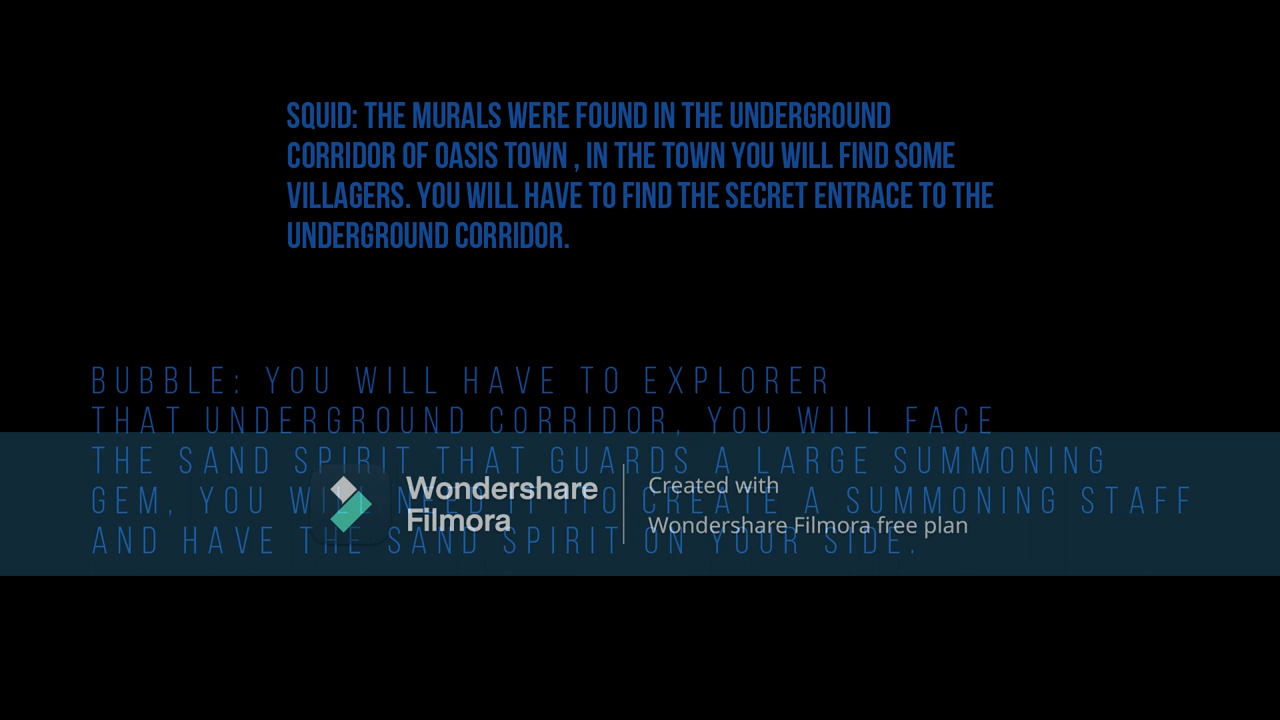 SQUID: THE MURALS WERE FOUND IN THE UNDERGROUND
CORRIDOR OF OASIS TOWN , IN THE TOWN YOU WILL FIND SOME
VILLAGERS. YOU WILL HAVE TO FIND THE SECRET ENTRACE TO THE
UNDERGROUND CORRIDOR.
BUBBLE: YOU WILL HAVE TO EXPLORER
THAT UNDERGROUND CORRIDOR, YOU WILL FACE
THE SAND SPIRIT THAT GUARDS A LARGE SUMMONING
GEM, YOU WILL NEED IT CREATE A SUMMONING STAFF
AND HAVE THE SAND SPIRIT ON YOUR SIDE.
Wondershare
Filmora
Created with
Wondershare Filmora free plan